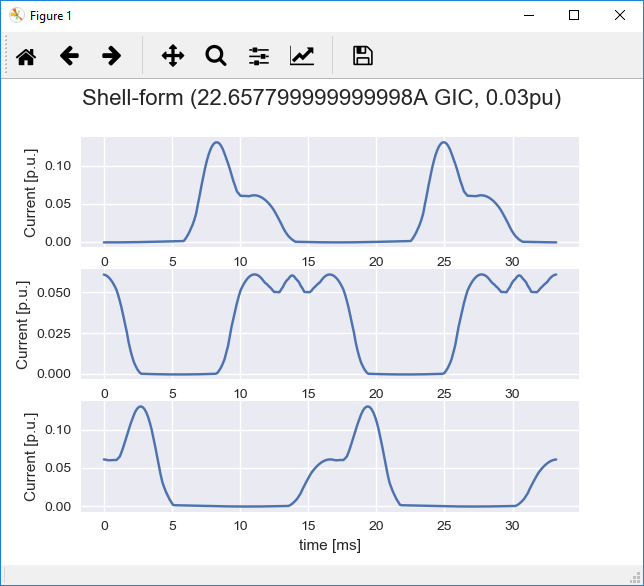 Figure 1
Shell-form (22.657799999999998A GIC, 0.03pu)
Current [p.u.]
0.10
0.05
0.00
0 5 10 15 20 25 30
Current [p.u.]
0.050
0.025
0.000
0 5 10 15 20 25 30
Current [p.u.]
0.10
0.05
0.00
0 5 10 15 20 25 30
time [ms]